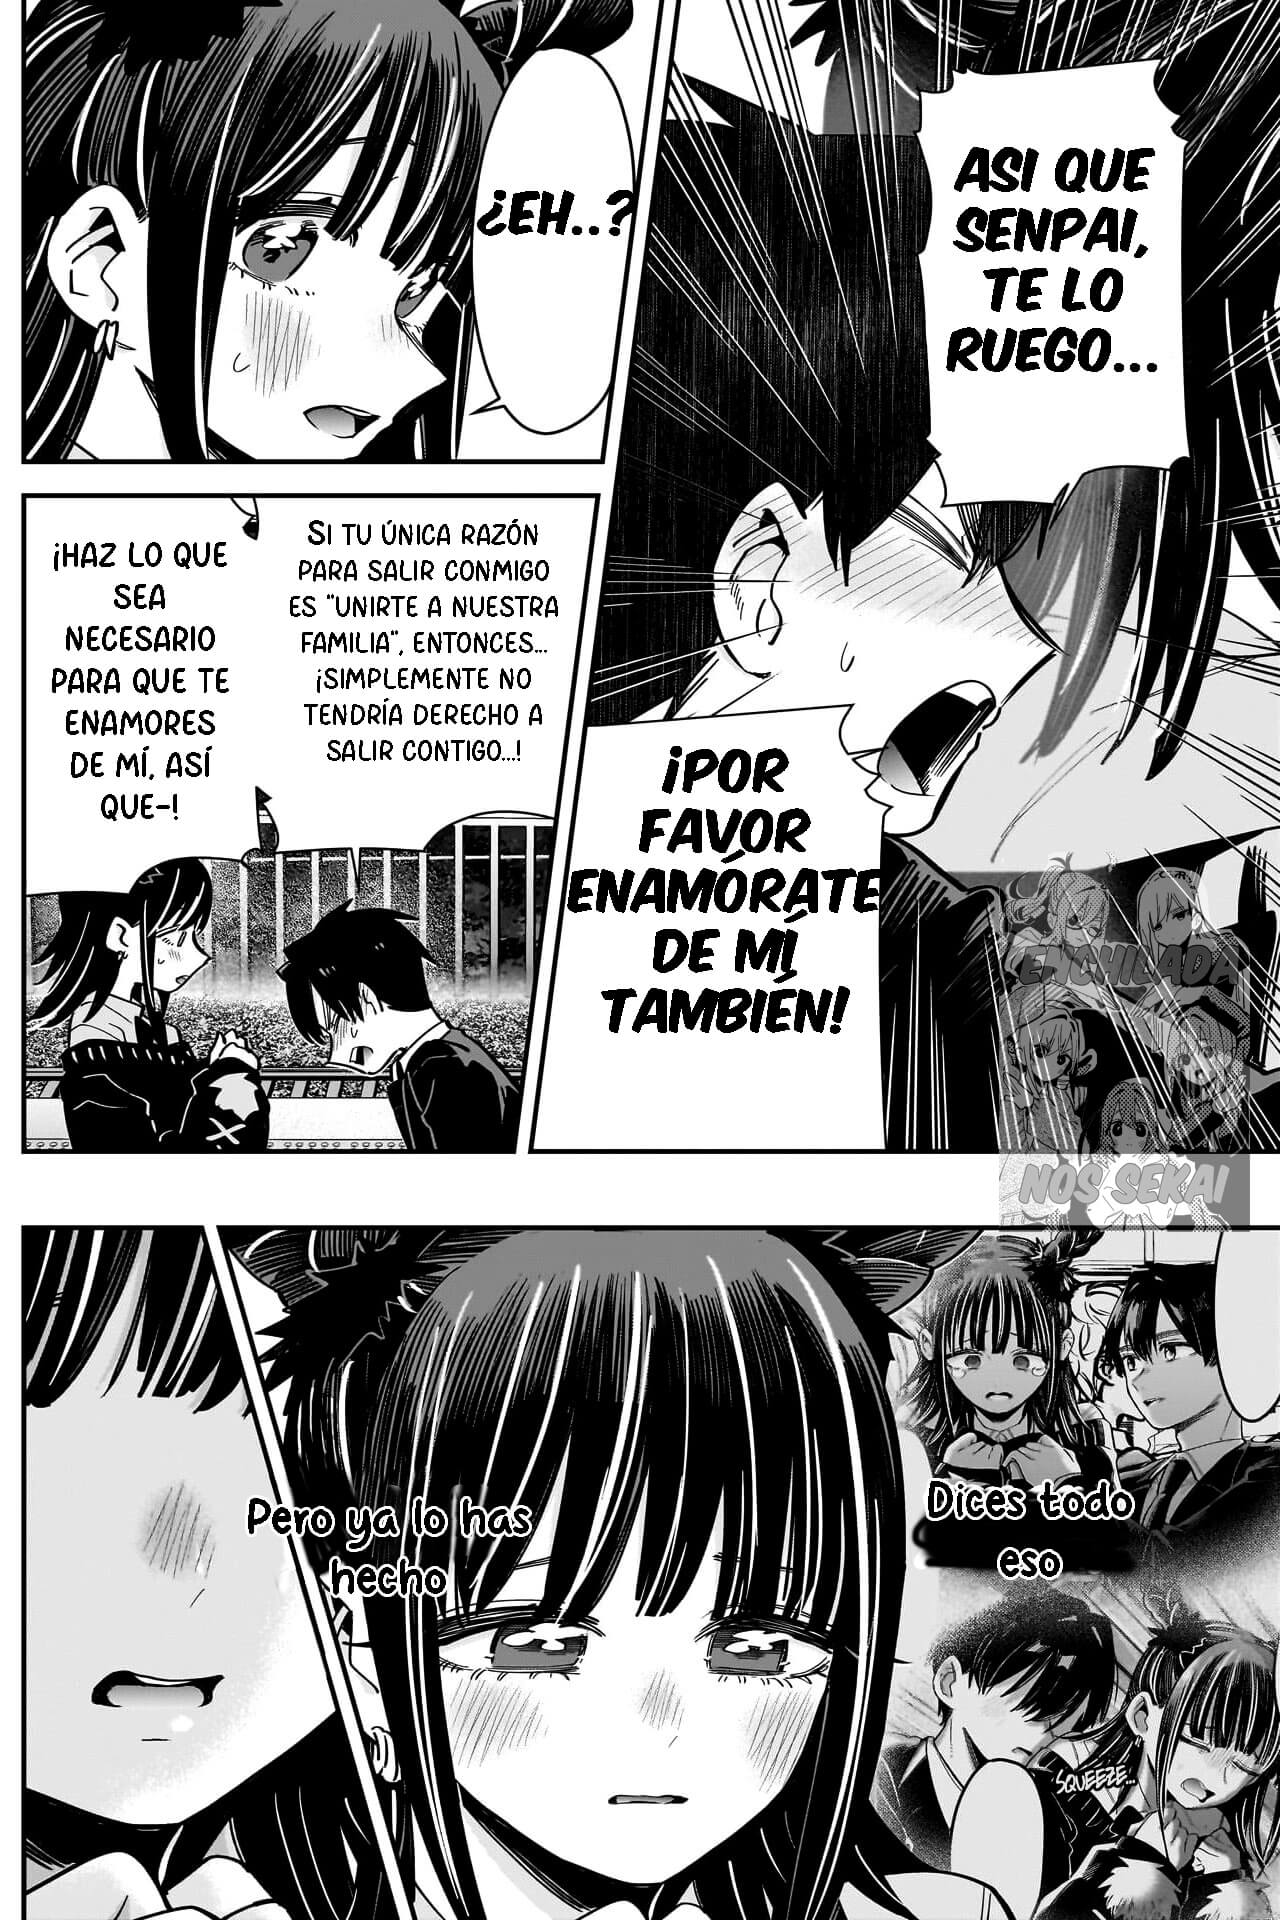 ASI QUE
SENPAI,
TE LO
RUEGO...
¡POR
FAVOR
ENAMÓRATE
DE MÍ
TAMBIÉN!
¿EH..?
SI TU ÚNICA RAZÓN
PARA SALIR CONMIGO
ES "UNIRTE A NUESTRA
FAMILIA", ENTONCES...
¡SIMPLEMENTE NO
TENDRÍA DERECHO A
SALIR CONTIGO...!
¡HAZ LO QUE
SEA
NECESARIO
PARA QUE TE
ENAMORES
DE MÍ, ASÍ
QUE-!
ENCHILADA
NOS SEKAI
Dices todo
eso
SQUEEZE...
Pero ya lo has
hecho